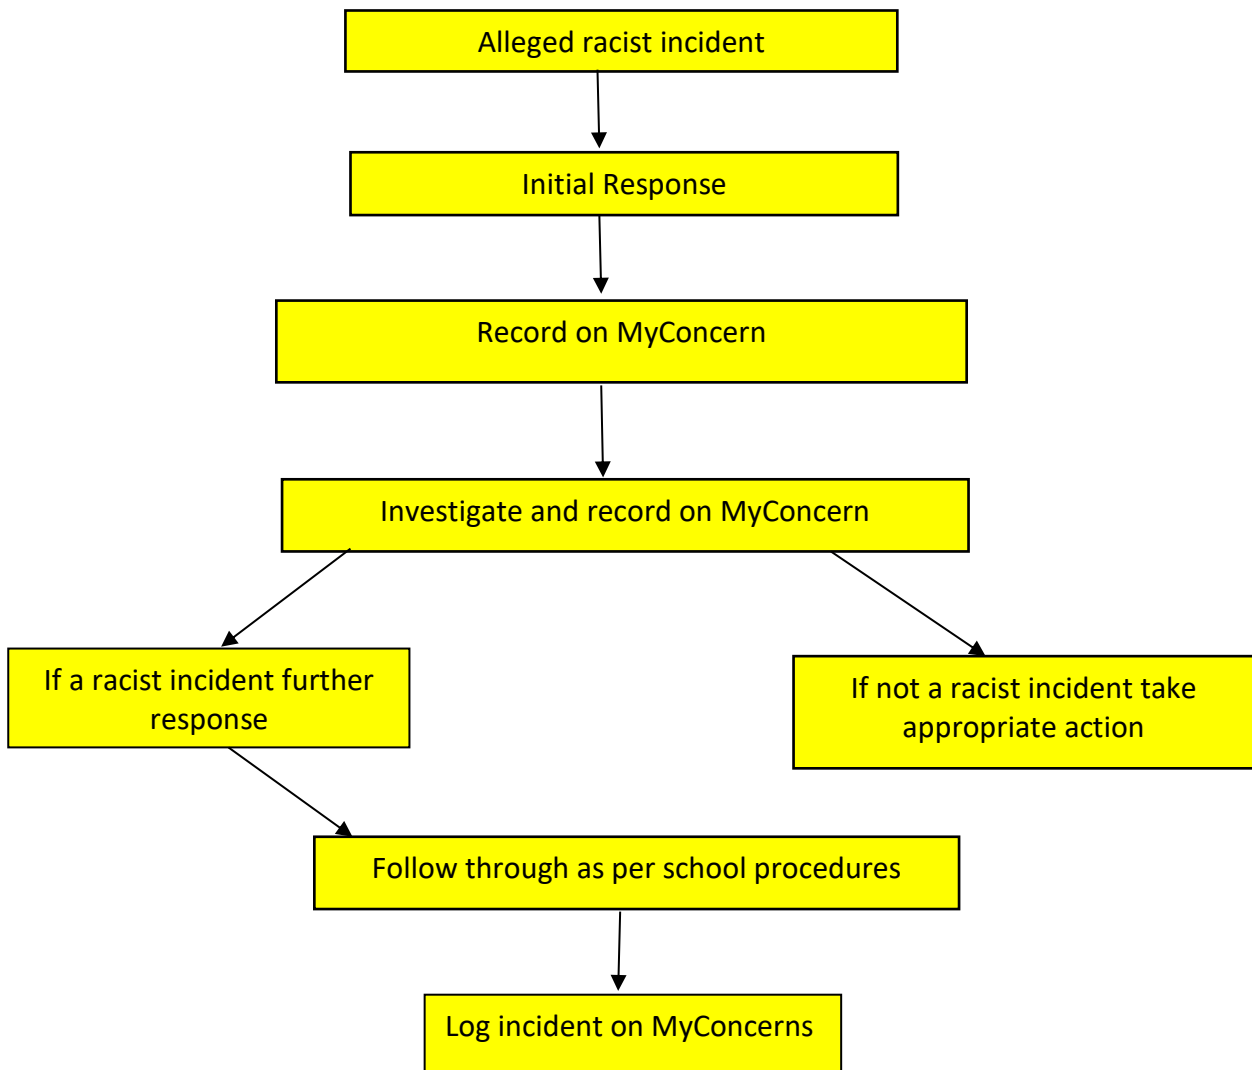 Alleged racist incident
Initial Response
Record on MyConcern
Investigate and record on MyConcern
If a racist incident further
response
If not a racist incident take
appropriate action
Follow through as per school procedures
Log incident on MyConcerns